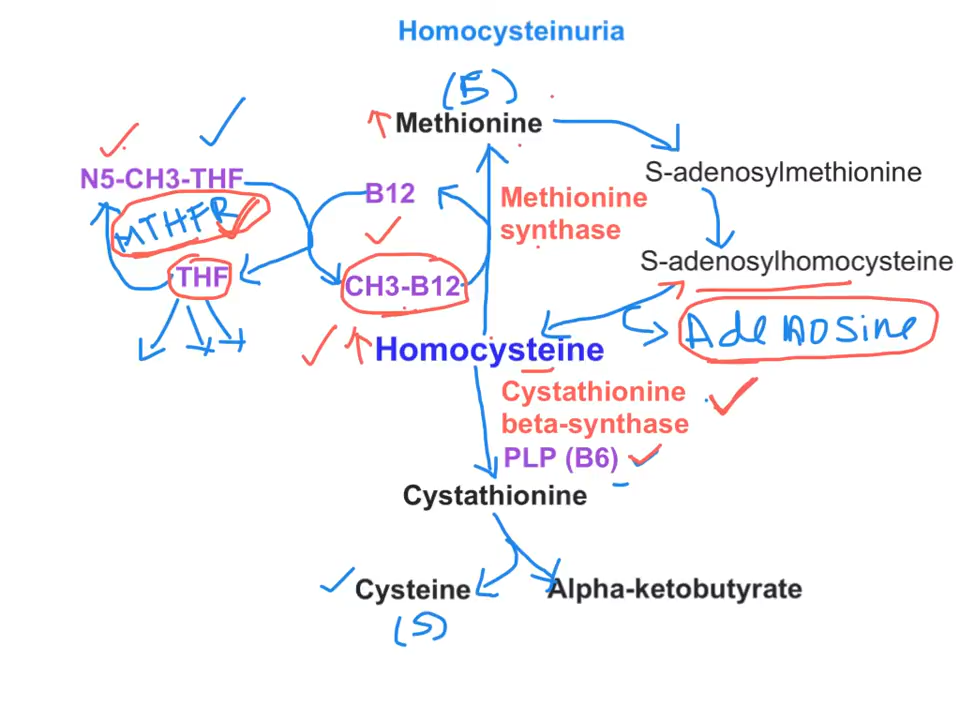 Homocysteinuria
(E)
Methionine
N5-CH3-THF
S-adenosylmethionine
B12
Methionine
synthase
MTHFR
THF
CH3-B12
S-adenosylhomocysteine
Adenosine
Homocysteine
Cystathionine
beta-synthase
PLP (B6)
Cystathionine
Cysteine
Alpha-ketobutyrate
(S)